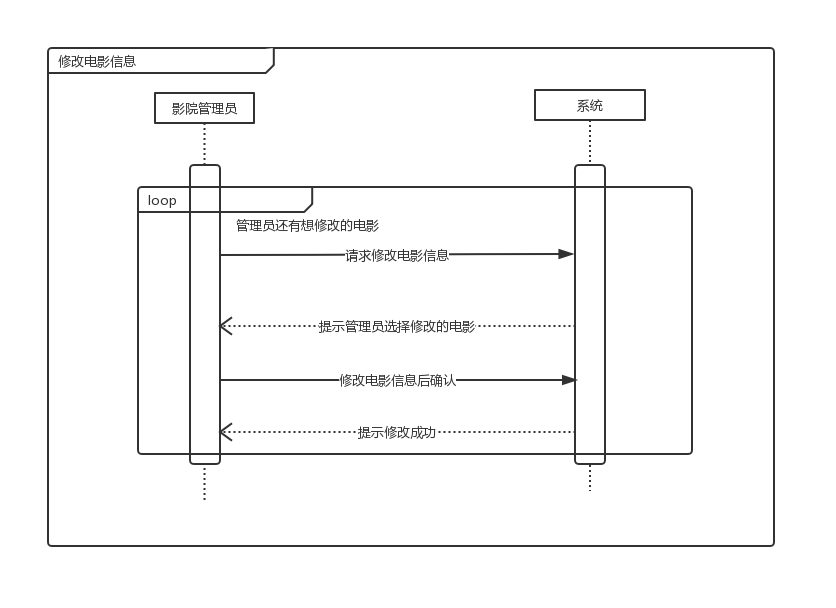 修改电影信息
影院管理员
系统
loop
管理员还有想修改的电影
请求修改电影信息
提示管理员选择修改的电影
修改电影信息后确认
提示修改成功